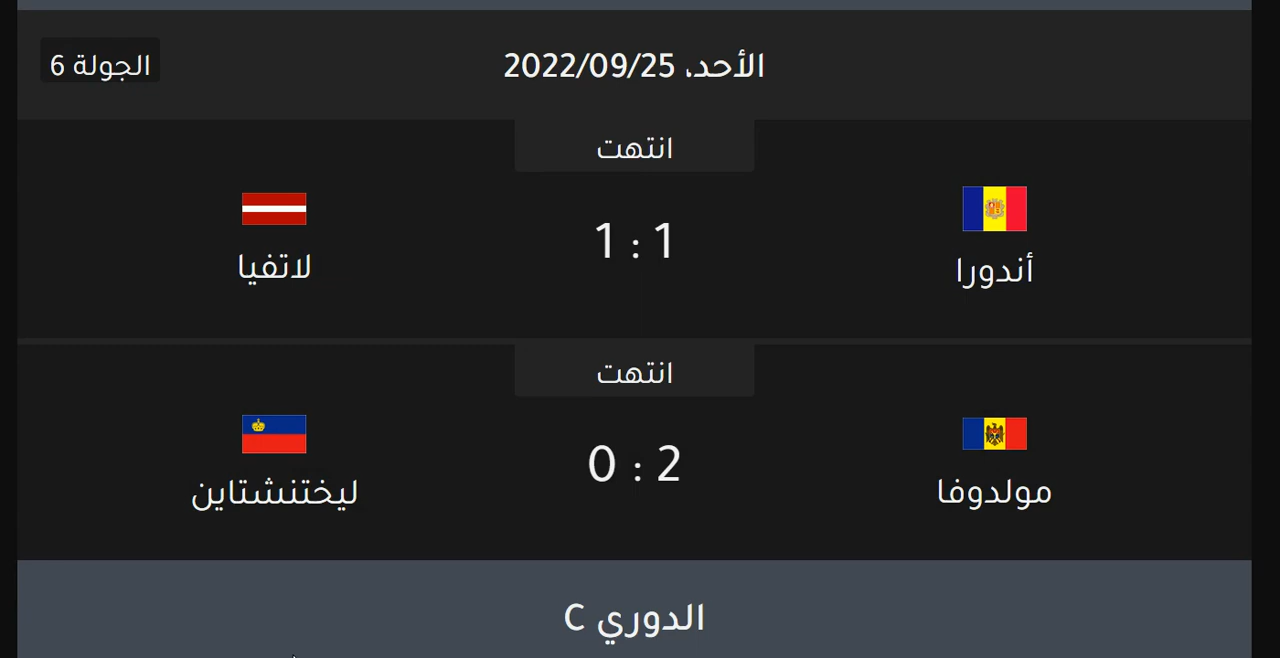 الأحد، 2022/09/25
الجولة 6
انتهت
أندورا
1 : 1
لاتفيا
انتهت
مولدوفا
2 : 0
ليختنشتاين
الدوري C